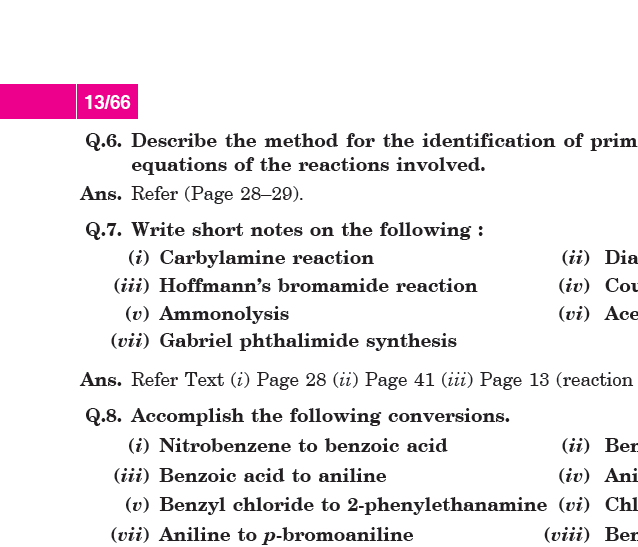 13/66
Q.6. Describe the method for the identification of prim
equations of the reactions involved.
Ans. Refer (Page 28–29).
Q.7. Write short notes on the following :
(i) Carbylamine reaction (ii) Dia
(iii) Hoffmann's bromamide reaction (iv) Cou
(v) Ammonolysis (vi) Ace
(vii) Gabriel phthalimide synthesis
Ans. Refer Text (i) Page 28 (ii) Page 41 (iii) Page 13 (reaction
Q.8. Accomplish the following conversions.
(i) Nitrobenzene to benzoic acid (ii) Ben
(iii) Benzoic acid to aniline (iv) Ani
(v) Benzyl chloride to 2-phenylethanamine (vi) Chl
(vii) Aniline to p-bromoaniline (viii) Ben